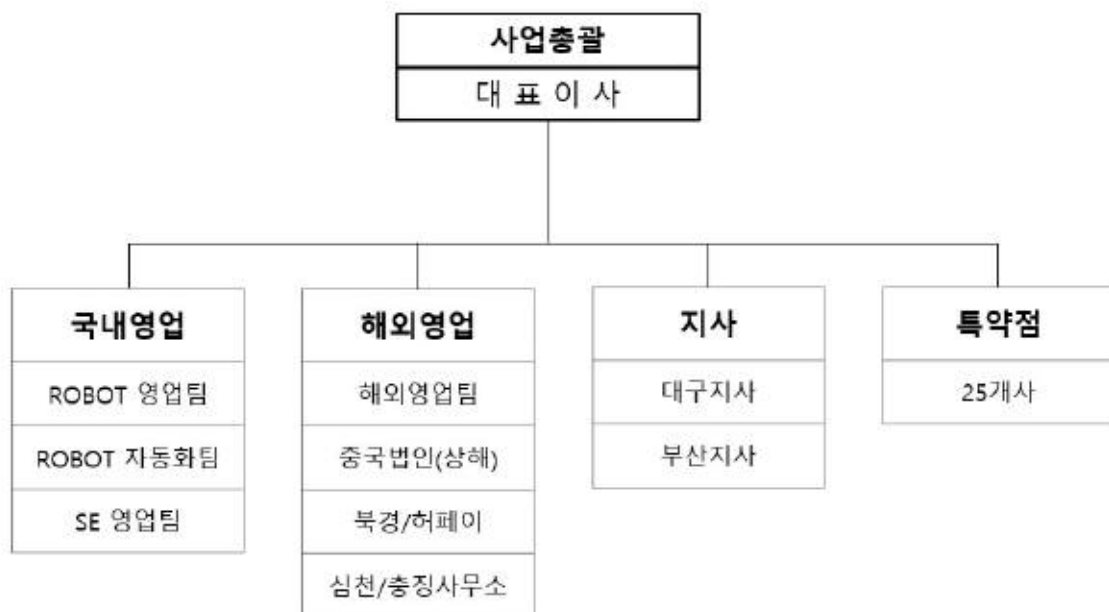 사업총괄
대 표 이 사
국내영업
ROBOT 영업팀
ROBOT 자동화팀
SE 영업팀
해외영업
해외영업팀
중국법인(상해)
북경/허페이
심천/충징사무소
지사
대구지사
부산지사
특약점
25개사